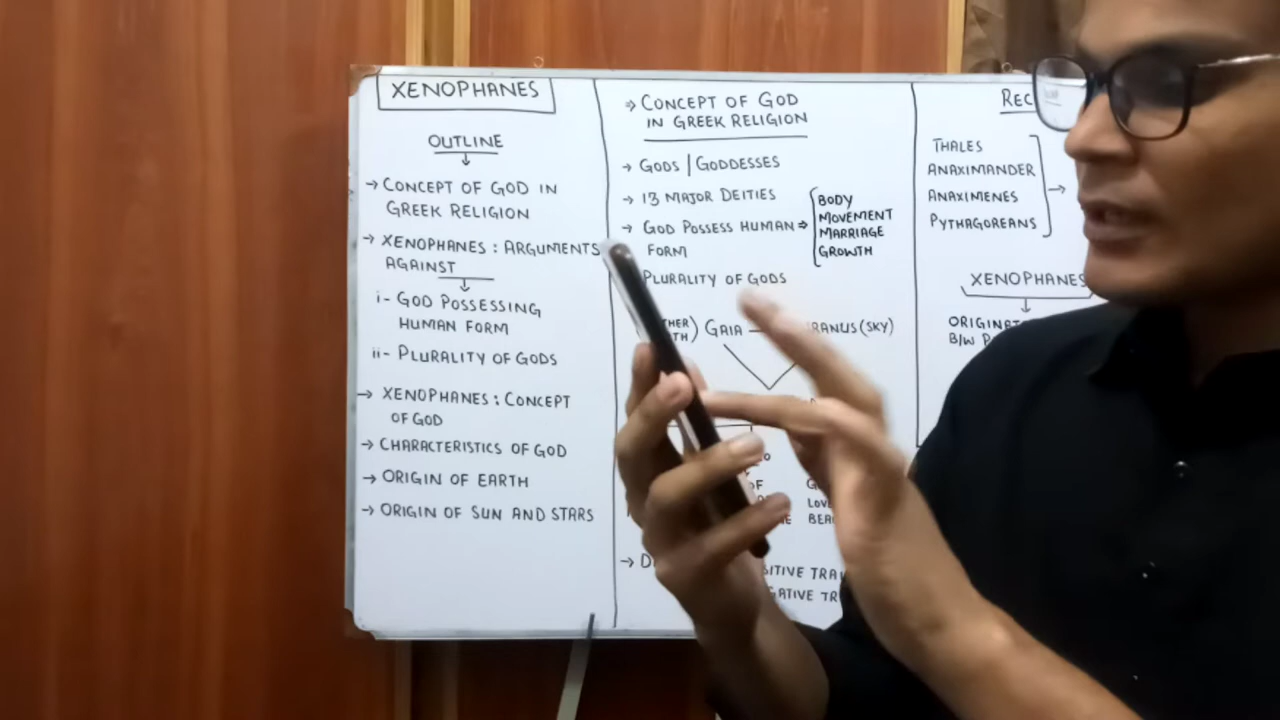 XENOPHANES
OUTLINE
→ CONCEPT OF GOD IN
GREEK RELIGION
→ XENOPHANES : ARGUMENTS
AGAINST
i- GOD POSSESSING
HUMAN FORM
ii- PLURALITY OF GODS
→ XENOPHANES : CONCEPT
OF GOD
→ CHARACTERISTICS OF GOD
→ ORIGIN OF EARTH
→ ORIGIN OF SUN AND STARS
⇒ CONCEPT OF GOD
IN GREEK RELIGION
→ GODS / GODDESSES
→ 13 MAJOR DEITIES
→ GOD POSSESS HUMAN ⇒
FORM
BODY
MOVEMENT
MARRIAGE
GROWTH
PLURALITY OF GODS
GAIA
(SKY)
THALES
ANAXIMANDER
ANAXIMENES
PYTHAGOREANS
XENOPHANES
B/W